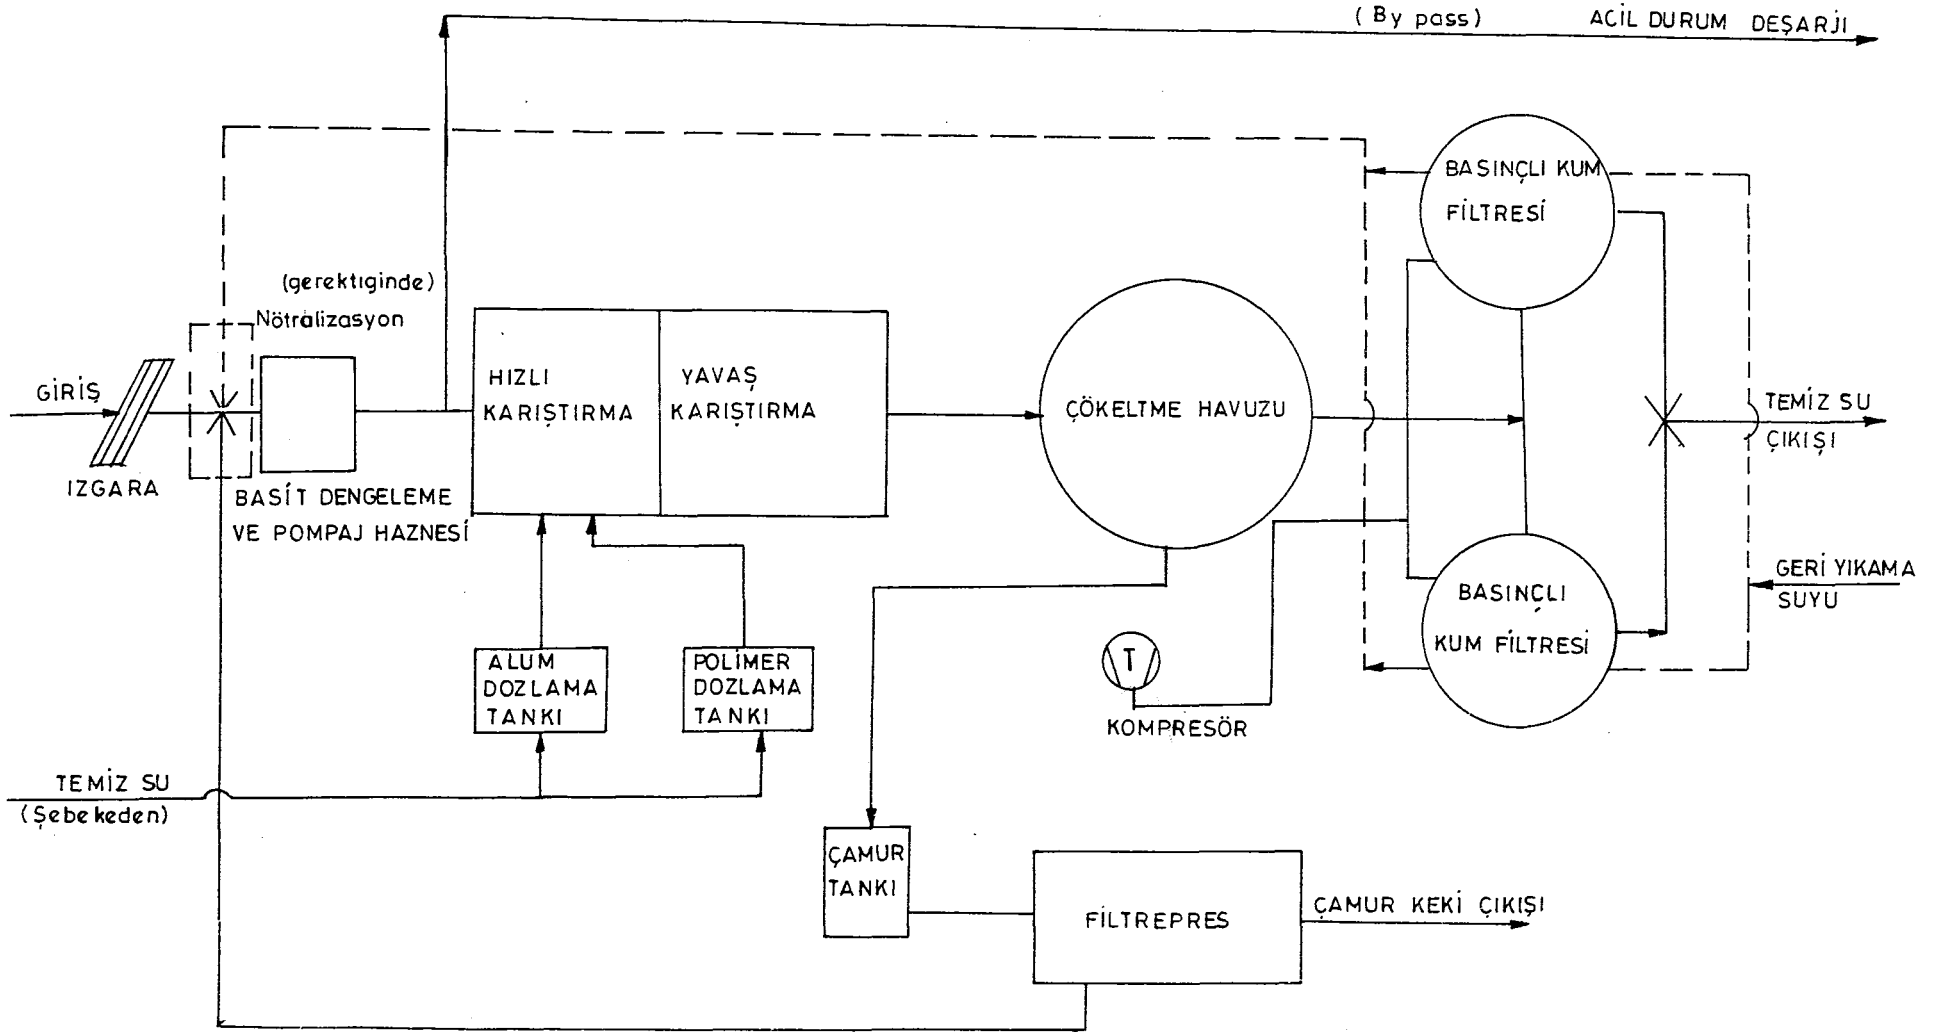 ( By pass)
ACİL DURUM DEŞARJI
BASINÇLI KUM
FİLTRESİ
(gerektıginde)
Nötralizasyon
GİRİŞ
IZGARA
BASİT DENGELEME
VE POMPAJ HAZNESİ
HIZLI
KARIŞTIRMA
YAVAŞ
KARIŞTIRMA
ÇÖKELTME HAVUZU
TEMİZ SU
ÇIKIŞI
GERİ YIKAMA
SUYU
BASINÇLI
KUM FİLTRESİ
ALUM
DOZLAMA
TANKI
POLİMER
DOZLAMA
TANKI
T
KOMPRESÖR
TEMİZ SU
(Şebekeden)
ÇAMUR
TANKI
FİLTREPRES
ÇAMUR KEKİ ÇIKIŞI